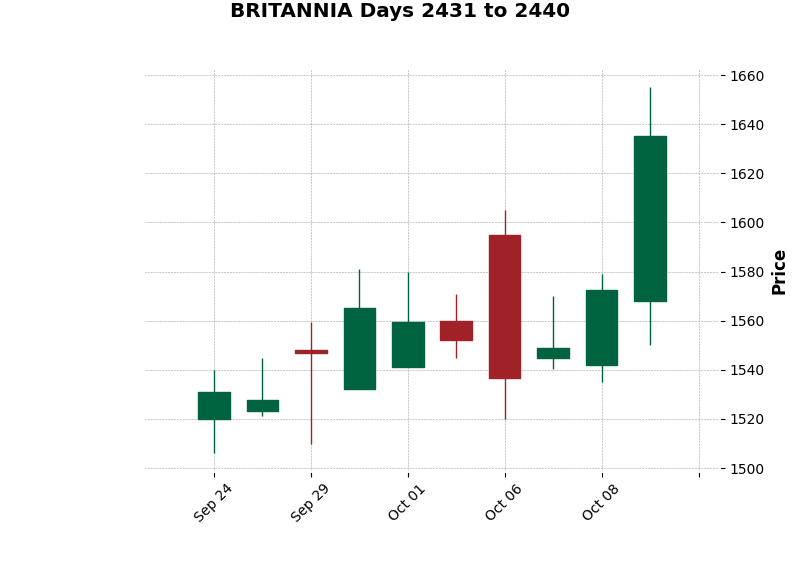 BRITANNIA Days 2431 to 2440
1660
1640
1620
1600
1580
1560
1540
1520
1500
Price
Sep 24
Sep 29
Oct 01
Oct 06
Oct 08